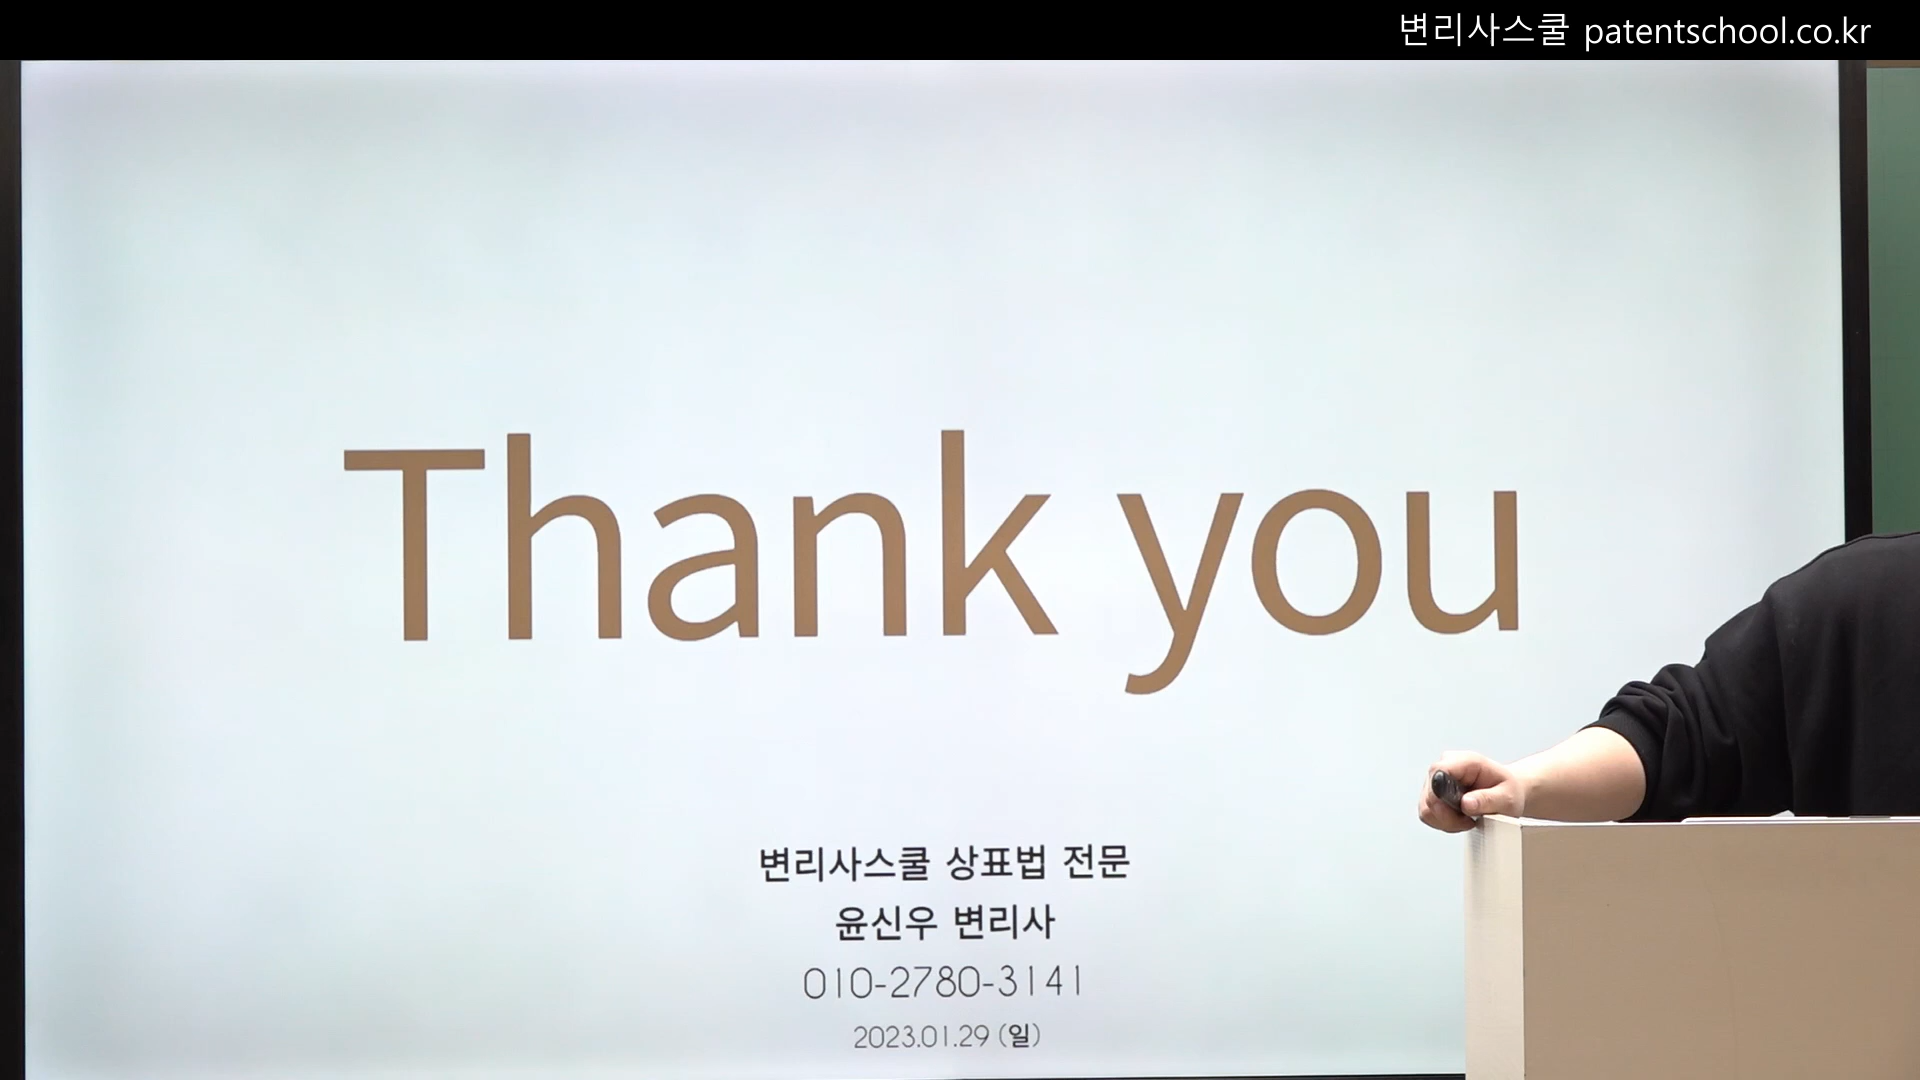 변리사스쿨 patentschool.co.kr
Thank you
변리사스쿨 상표법 전문
윤신우 변리사
010-2780-3141
2023.01.29 (일)